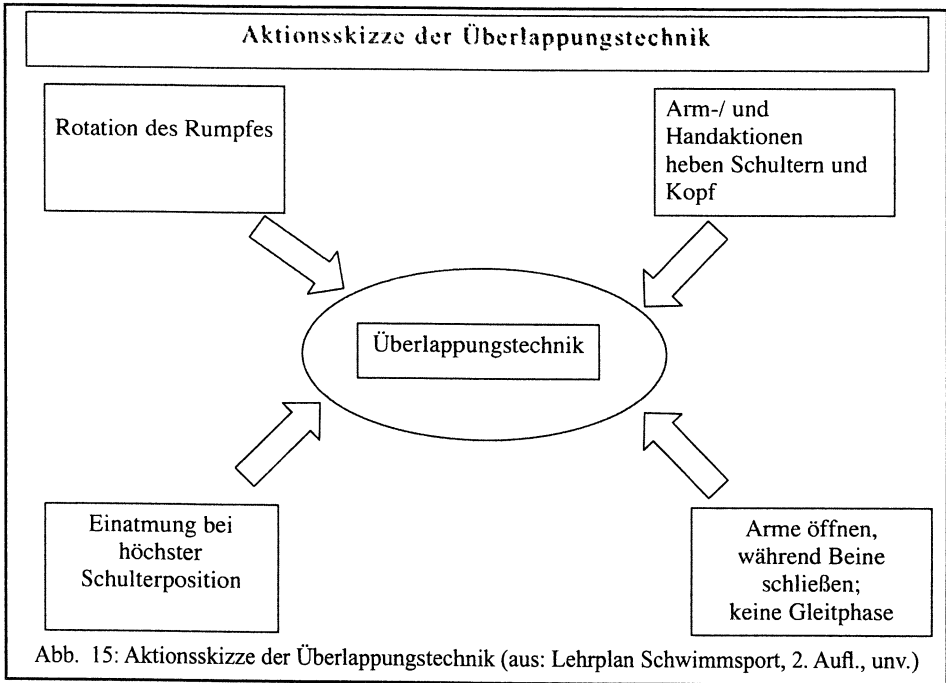 Aktionsskizze der Überlappungstechnik
Rotation des Rumpfes
Arm-/ und
Handaktionen
heben Schultern und
Kopf
Überlappungstechnik
Einatmung bei
höchster
Schulterposition
Arme öffnen,
während Beine
schließen;
keine Gleitphase
Abb. 15: Aktionsskizze der Überlappungstechnik (aus: Lehrplan Schwimmsport, 2. Aufl., unv.)